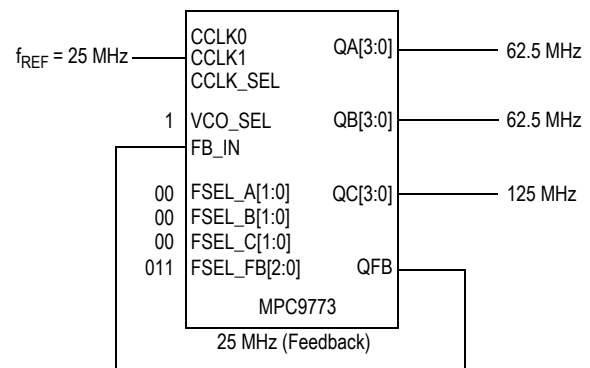 CCLK0
f_REF = 25 MHz CCLK1 QA[3:0] 62.5 MHz
CCLK_SEL
1 VCO_SEL QB[3:0] 62.5 MHz
FB_IN
00 FSEL_A[1:0] QC[3:0] 125 MHz
00 FSEL_B[1:0]
00 FSEL_C[1:0]
011 FSEL_FB[2:0] QFB
MPC9773
25 MHz (Feedback)